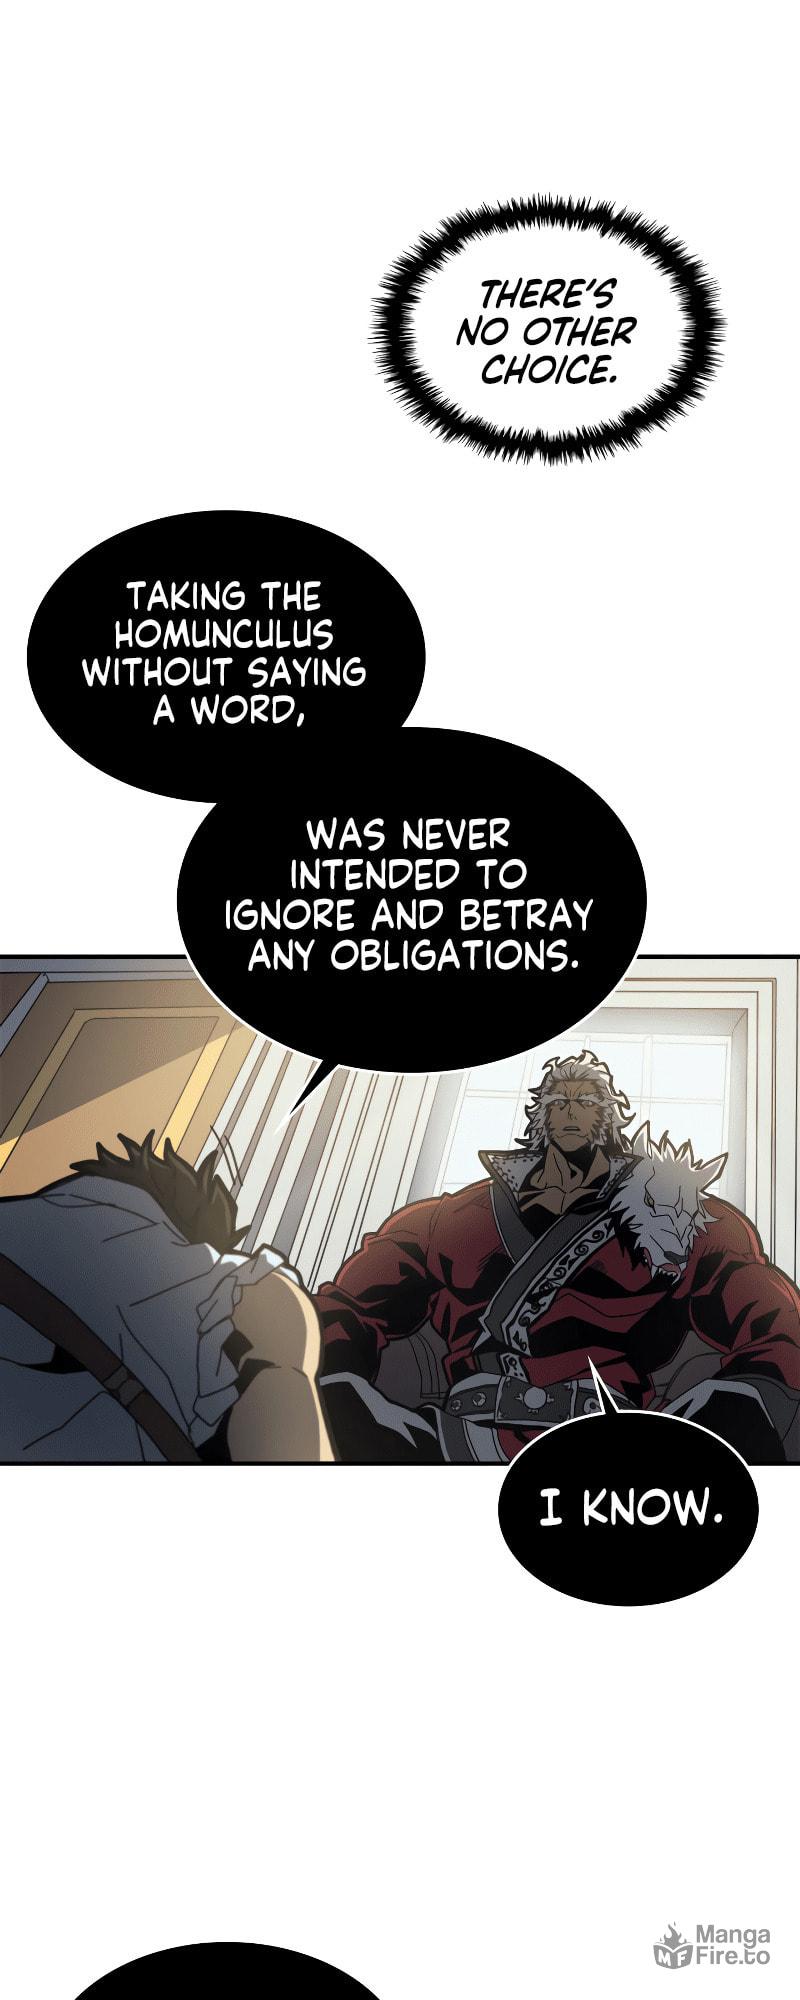 THERE'S
NO OTHER
CHOICE.
TAKING THE
HOMUNCULUS
WITHOUT SAYING
A WORD,
WAS NEVER
INTENDED TO
IGNORE AND BETRAY
ANY OBLIGATIONS.
I KNOW.
Manga
MF Fire.to